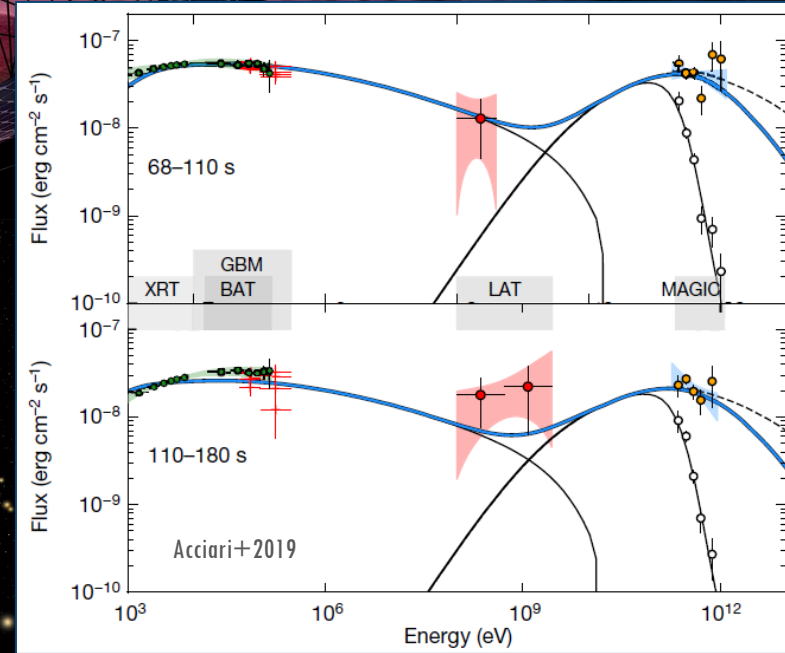 10⁻⁷
10⁻⁸
10⁻⁹
10⁻¹⁰
Flux (erg cm⁻² s⁻¹)
68–110 s
GBM
XRT BAT LAT MAGIC
10⁻⁷
10⁻⁸
10⁻⁹
10⁻¹⁰
Flux (erg cm⁻² s⁻¹)
110–180 s
Acciari+2019
10³ 10⁶ 10⁹ 10¹²
Energy (eV)